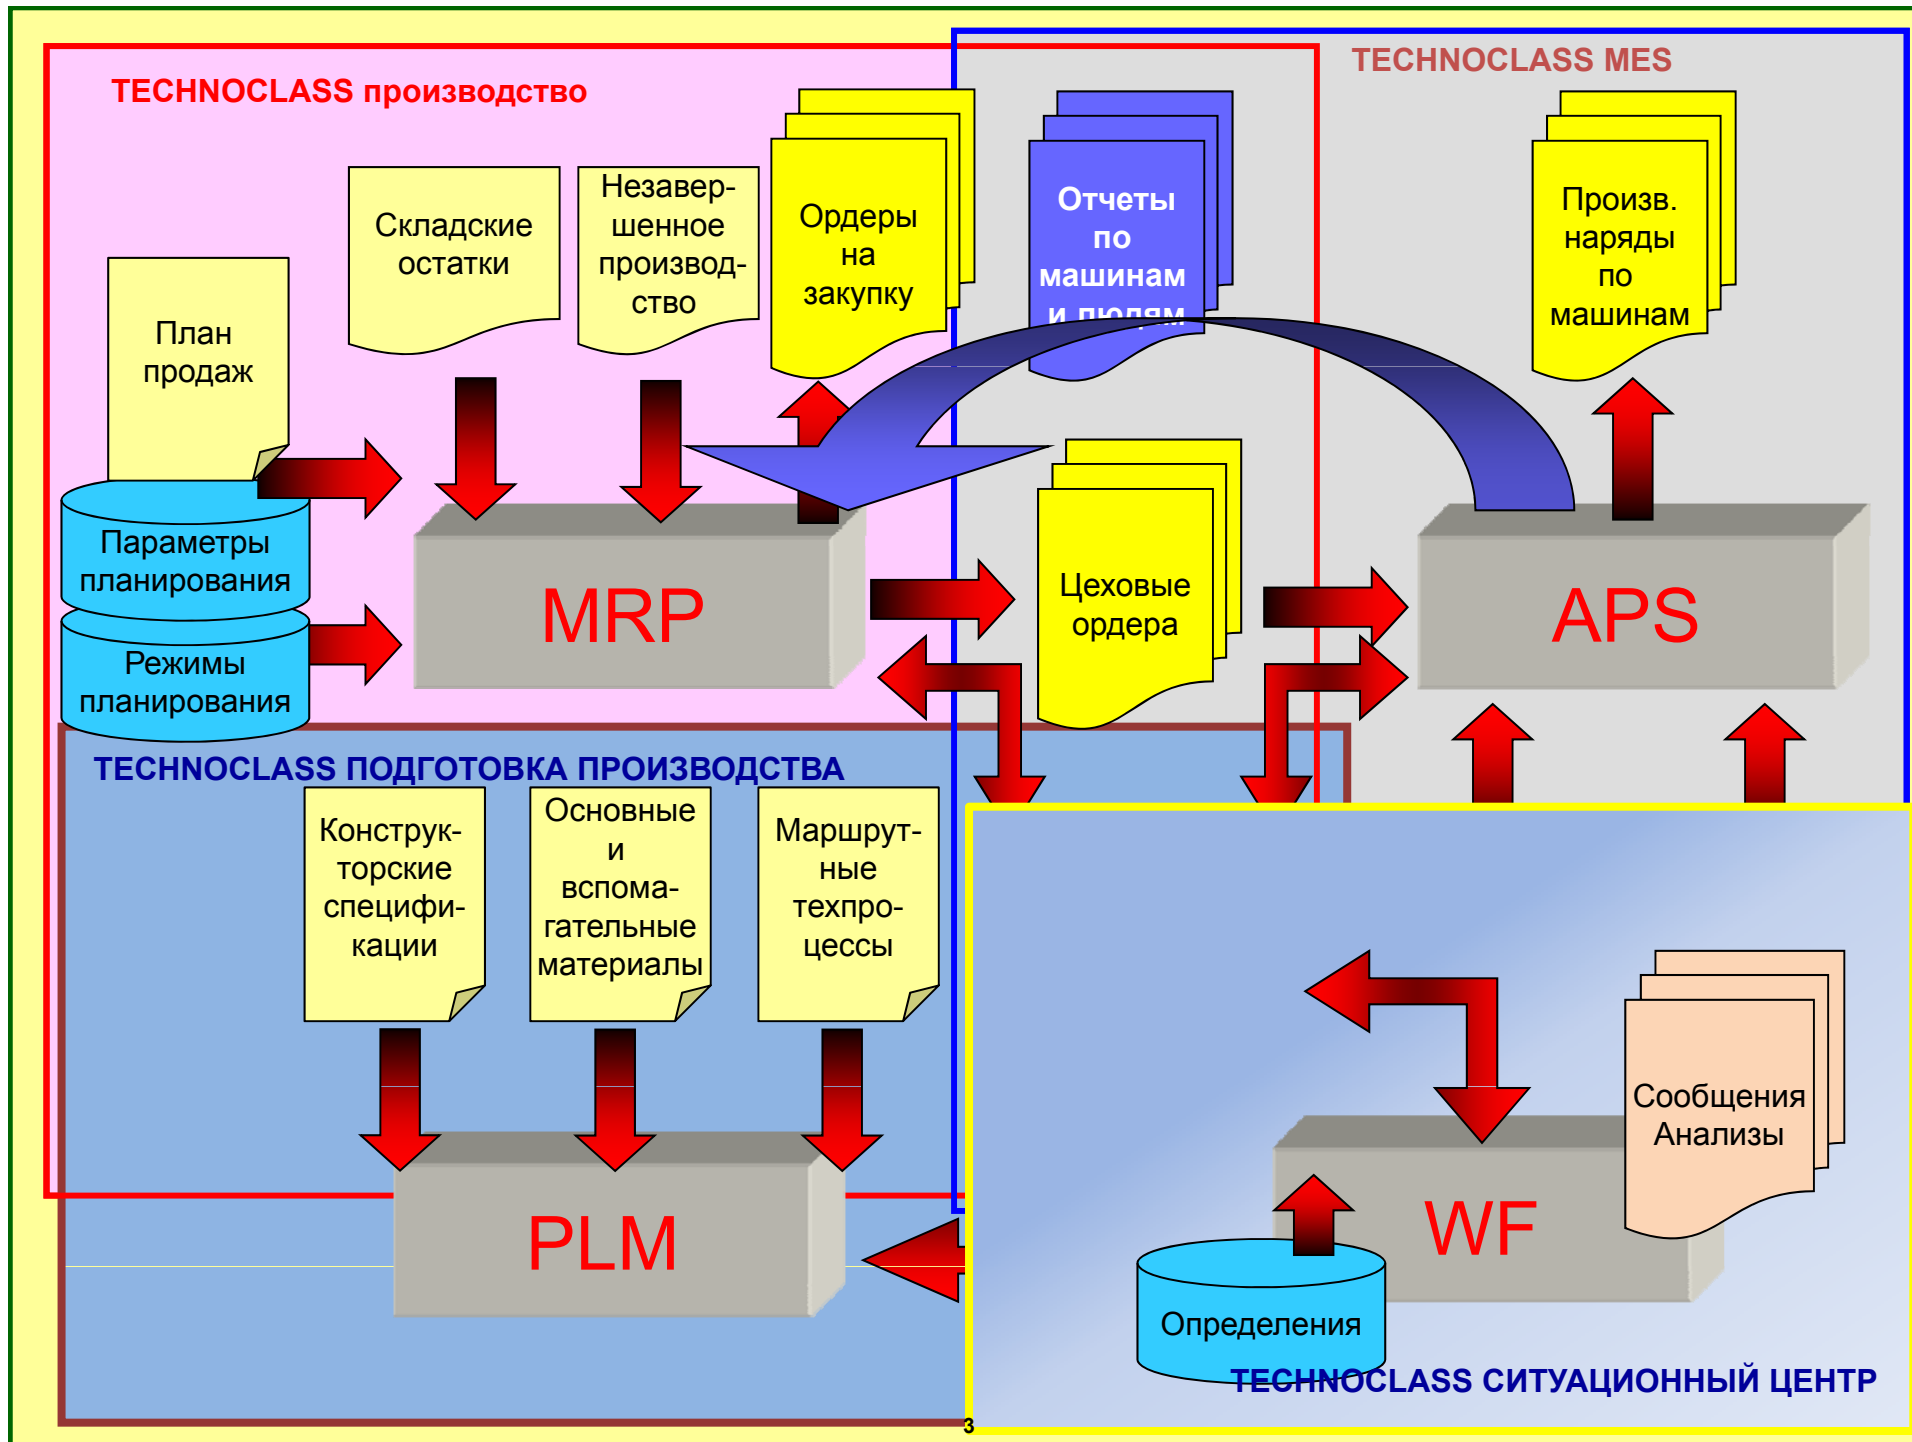 TECHNOCLASS производство
TECHNOCLASS MES
Складские
остатки
Незавер-
шенное
производ-
ство
Ордеры
на
закупку
Отчеты
по
машинам
и людям
Произв.
наряды
по
машинам
План
продаж
Параметры
планирования
Режимы
планирования
MRP
Цеховые
ордера
APS
TECHNOCLASS ПОДГОТОВКА ПРОИЗВОДСТВА
Конструк-
торские
специфи-
кации
Основные
и
вспома-
гательные
материалы
Маршрут-
ные
техпро-
цессы
PLM
Сообщения
Анализы
WF
Определения
TECHNOCLASS СИТУАЦИОННЫЙ ЦЕНТР
3